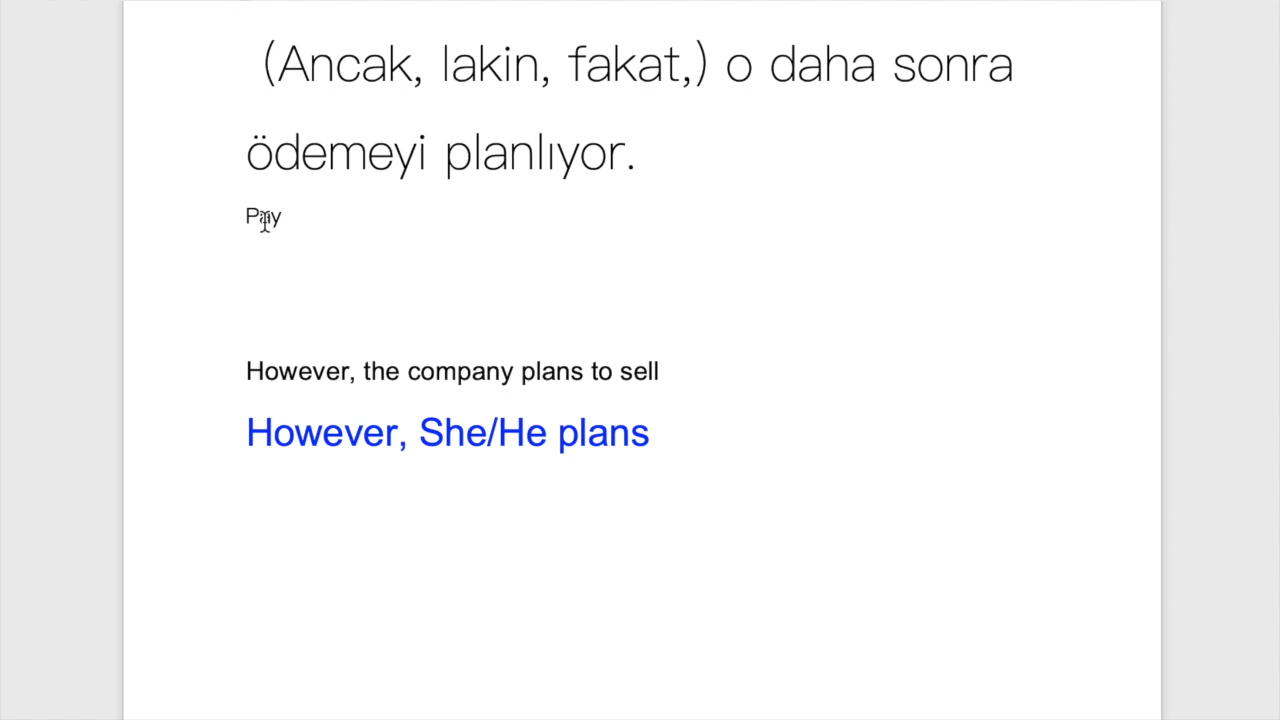 (Ancak, lakin, fakat,) o daha sonra
ödemeyi planlıyor.
Pay
However, the company plans to sell
However, She/He plans